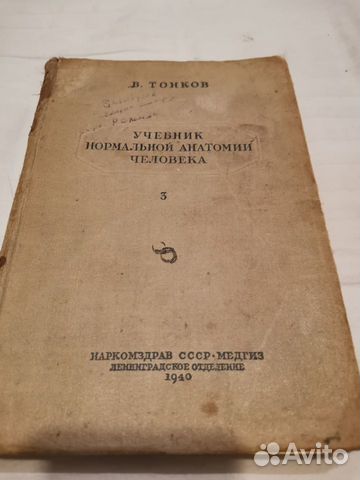 В. ТОНКОВ
УЧЕБНИК
НОРМАЛЬНОЙ АНАТОМИИ
ЧЕЛОВЕКА
3
НАРКОМЗДРАВ СССР · МЕДГИЗ
ЛЕНИНГРАДСКОЕ ОТДЕЛЕНИЕ
1940
Avito